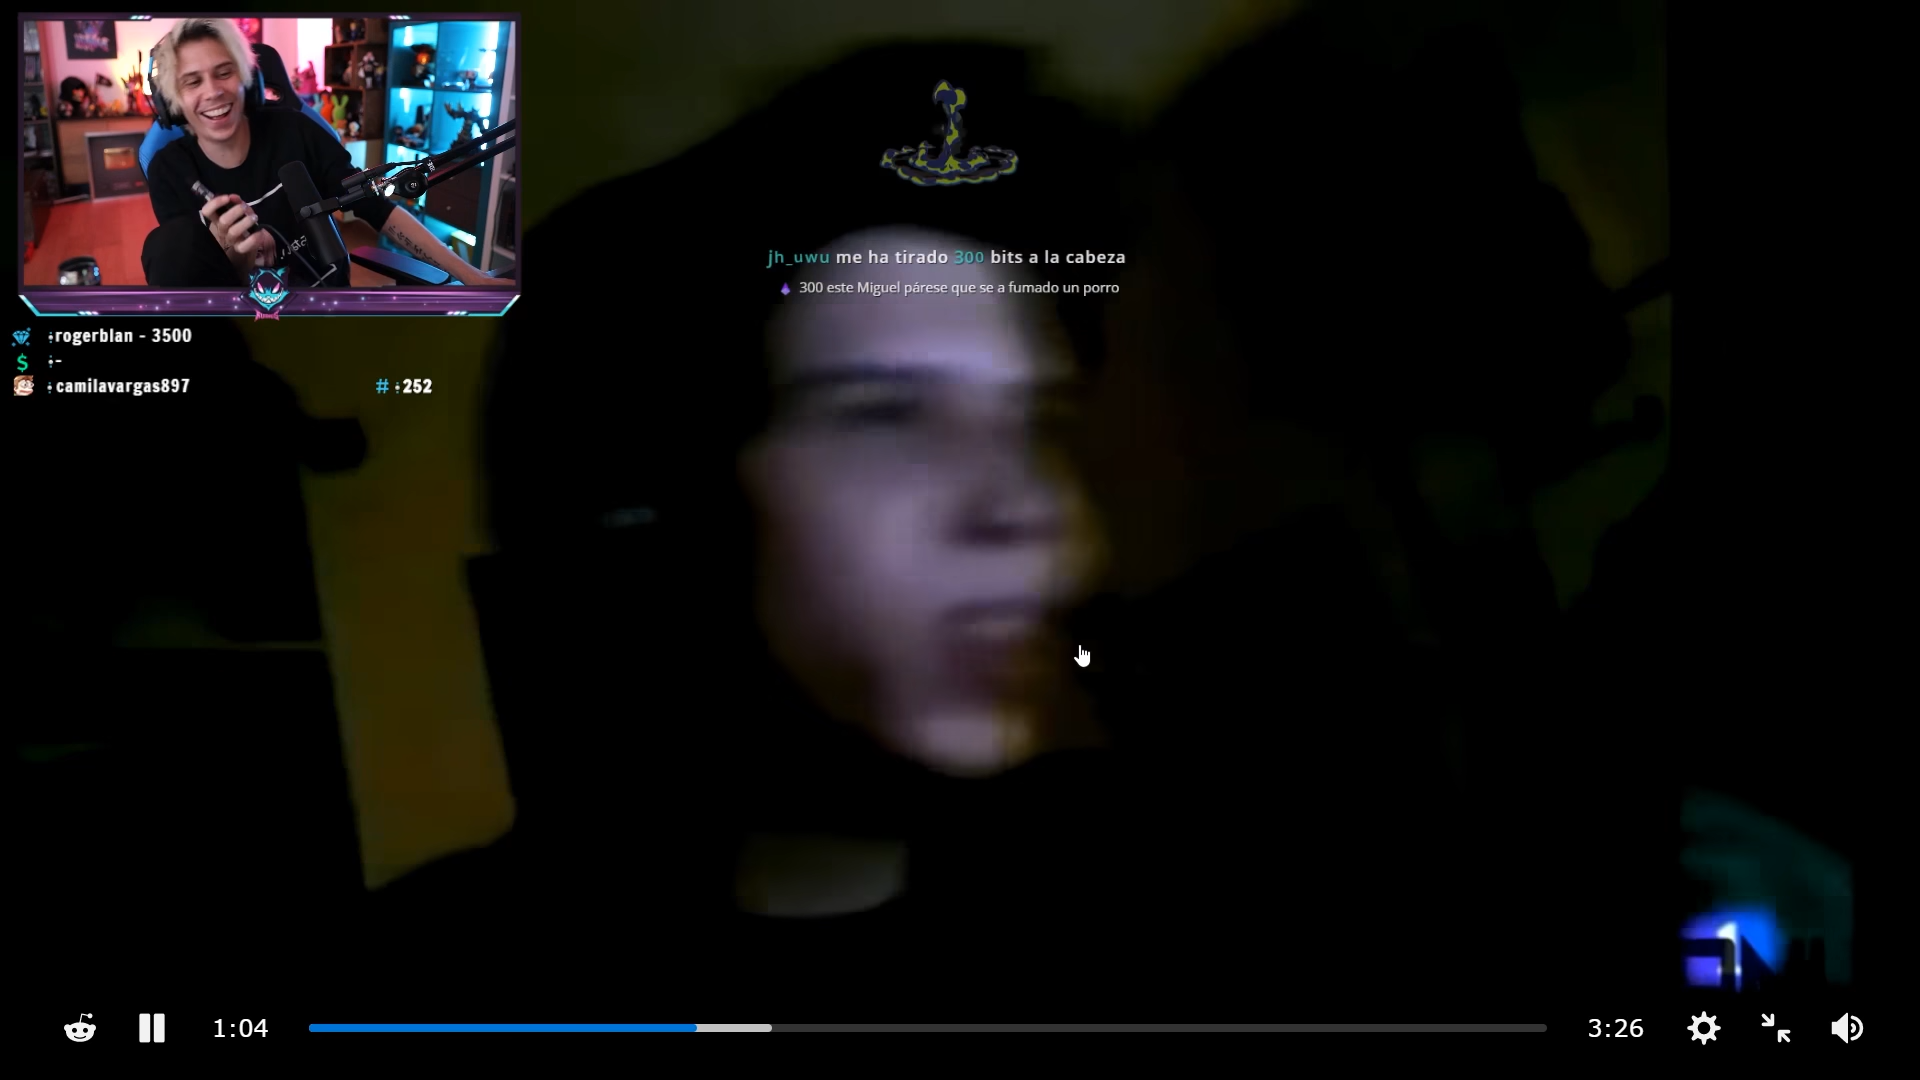 jh_uwu me ha tirado 300 bits a la cabeza
300 este Miguel párese que se a fumado un porro
rogerblan - 3500
$ -
camilavargas897 # 252
1:04 3:26